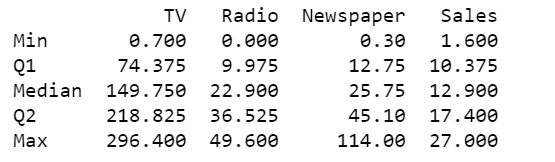 TV Radio Newspaper Sales
Min 0.700 0.000 0.30 1.600
Q1 74.375 9.975 12.75 10.375
Median 149.750 22.900 25.75 12.900
Q2 218.825 36.525 45.10 17.400
Max 296.400 49.600 114.00 27.000